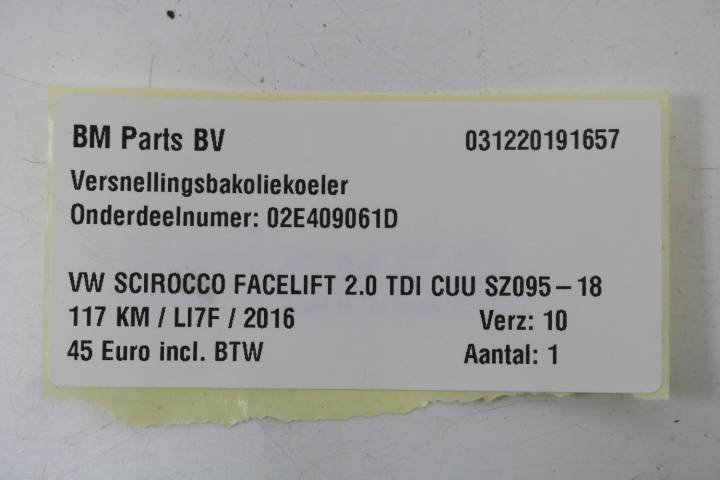 BM Parts BV 031220191657
Versnellingsbakoliekoeler
Onderdeelnumer: 02E409061D
VW SCIROCCO FACELIFT 2.0 TDI CUU SZ095-18
117 KM / LI7F / 2016 Verz: 10
45 Euro incl. BTW Aantal: 1